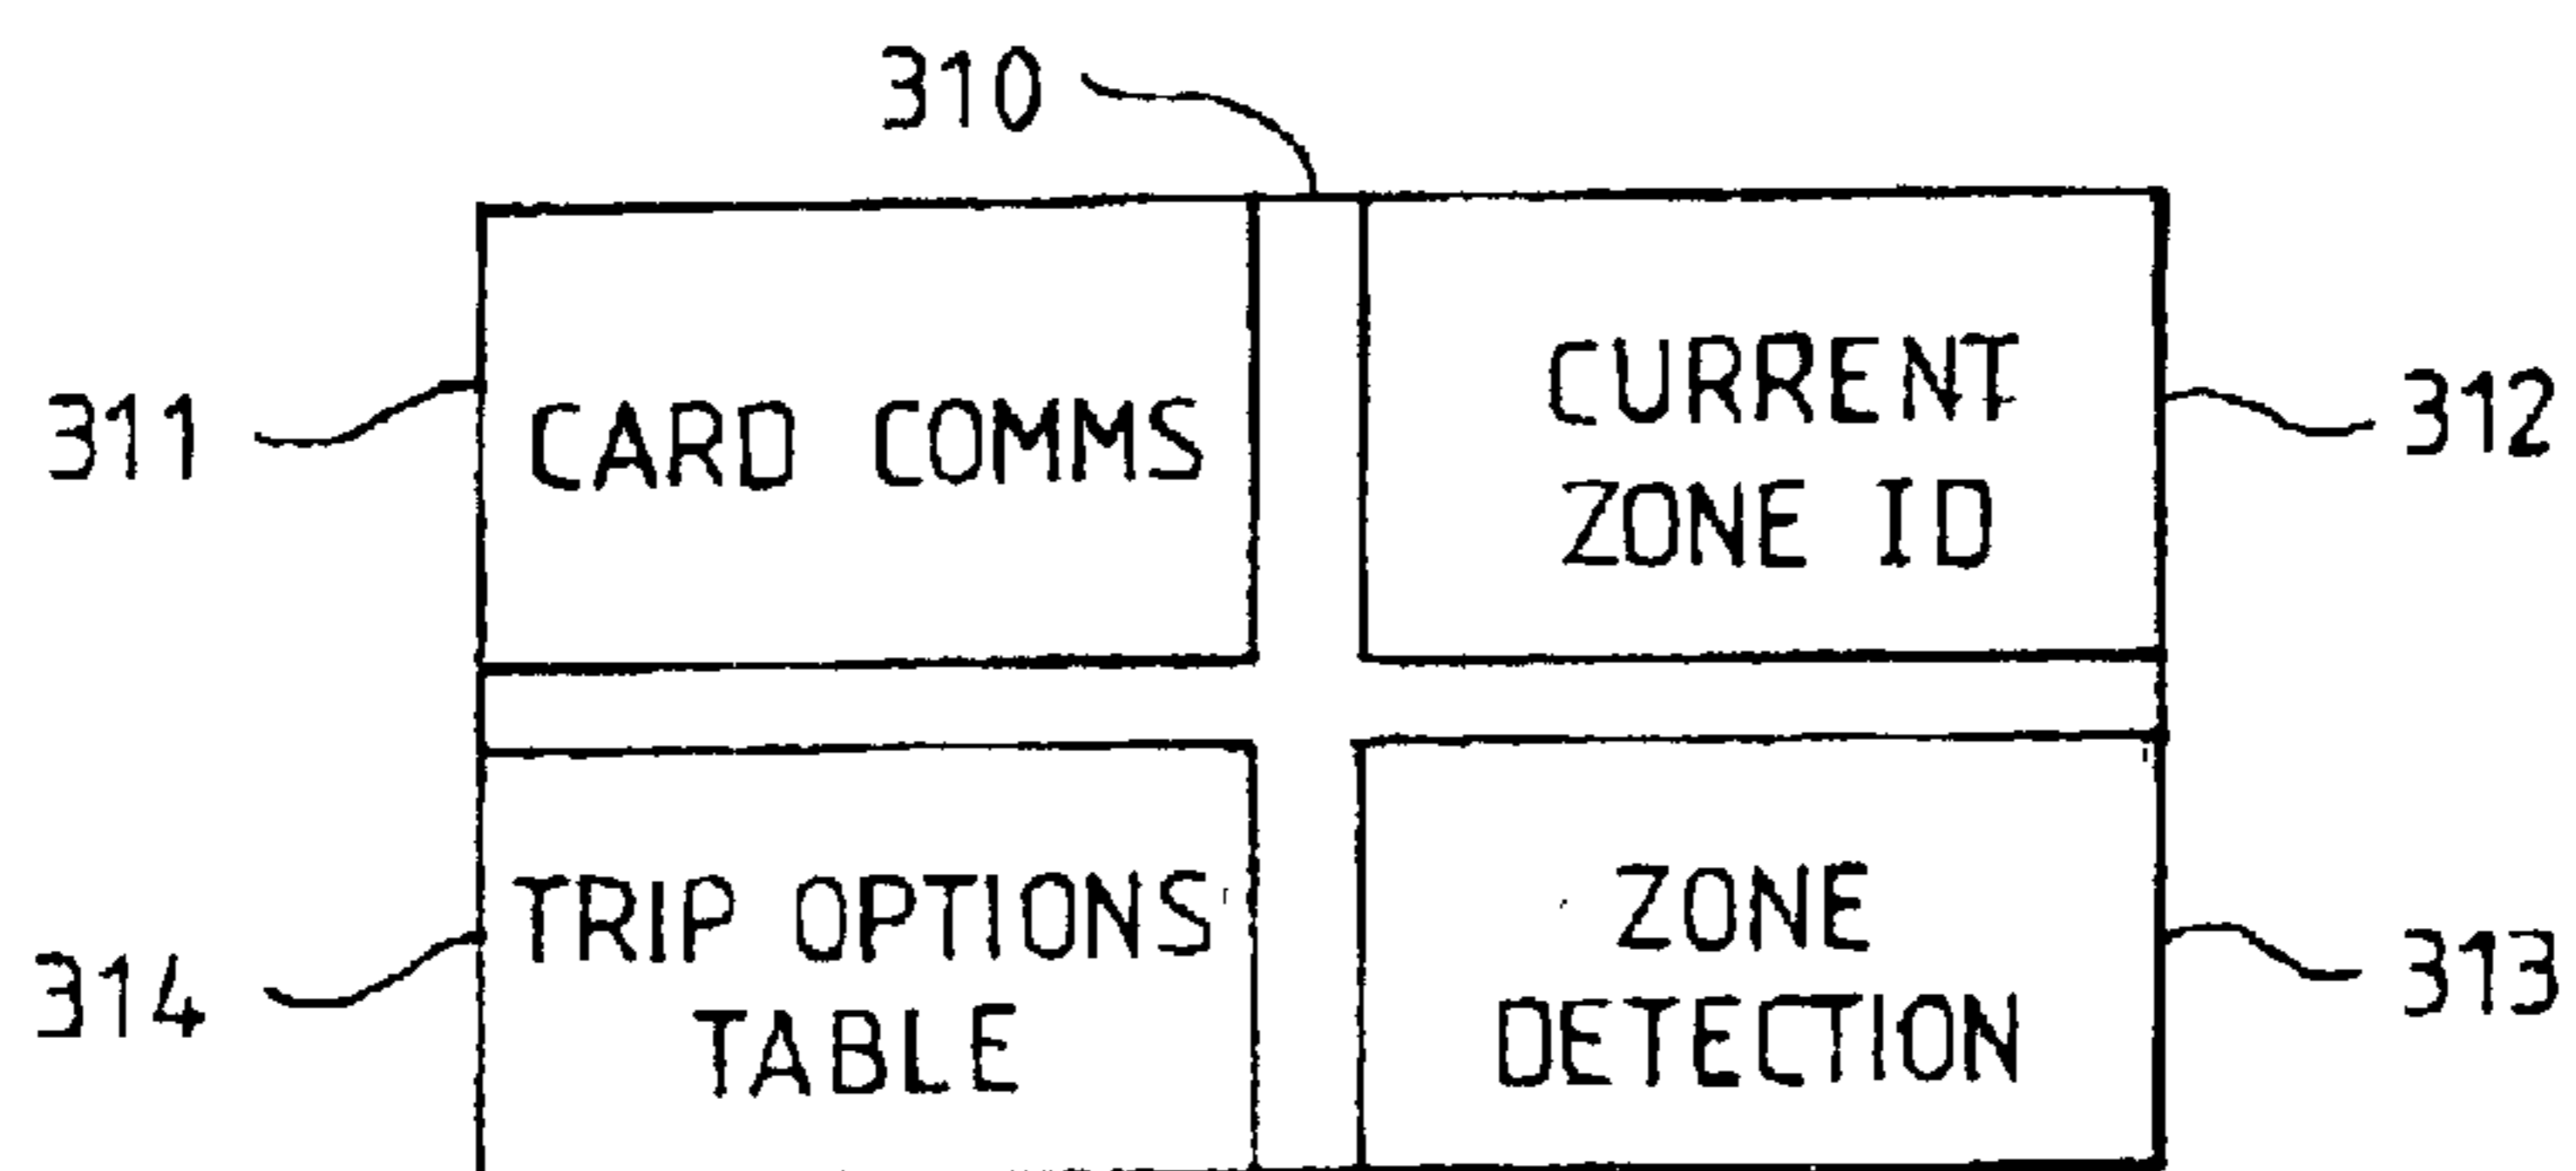 310
311
CARD COMMS
CURRENT
ZONE ID
312
314
TRIP OPTIONS
TABLE
ZONE
DETECTION
313